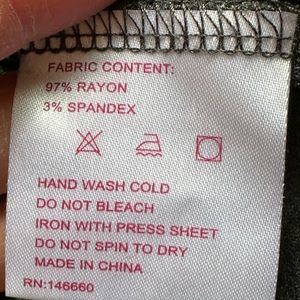 FABRIC CONTENT:
97% RAYON
3% SPANDEX
HAND WASH COLD
DO NOT BLEACH
IRON WITH PRESS SHEET
DO NOT SPIN TO DRY
MADE IN CHINA
RN:146660